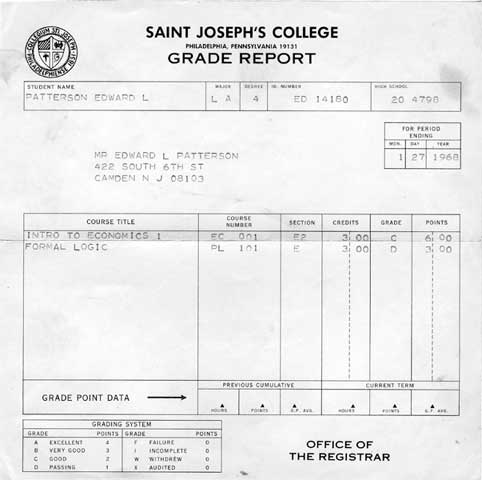 SAINT JOSEPH'S COLLEGE
PHILADELPHIA, PENNSYLVANIA 19131
GRADE REPORT
STUDENT NAME MAJOR DEGREE ID. NUMBER HIGH SCHOOL
PATTERSON EDWARD L L A 4 ED 14180 20 4798
FOR PERIOD
ENDING
MON. DAY YEAR
1 27 1968
MR EDWARD L PATTERSON
422 SOUTH 6TH ST
CAMDEN N J 08103
COURSE TITLE COURSE NUMBER SECTION CREDITS GRADE POINTS
INTRO TO ECONOMICS 1 EC 001 E2 3 00 C 6 00
FORMAL LOGIC PL 101 E 3 00 D 3 00
GRADE POINT DATA
PREVIOUS CUMULATIVE CURRENT TERM
HOURS POINTS G.P. AVG. HOURS POINTS G.P. AVG.
GRADING SYSTEM
GRADE POINTS GRADE POINTS
A EXCELLENT 4 F FAILURE 0
B VERY GOOD 3 I INCOMPLETE 0
C GOOD 2 W WITHDREW 0
D PASSING 1 X AUDITED 0
OFFICE OF
THE REGISTRAR